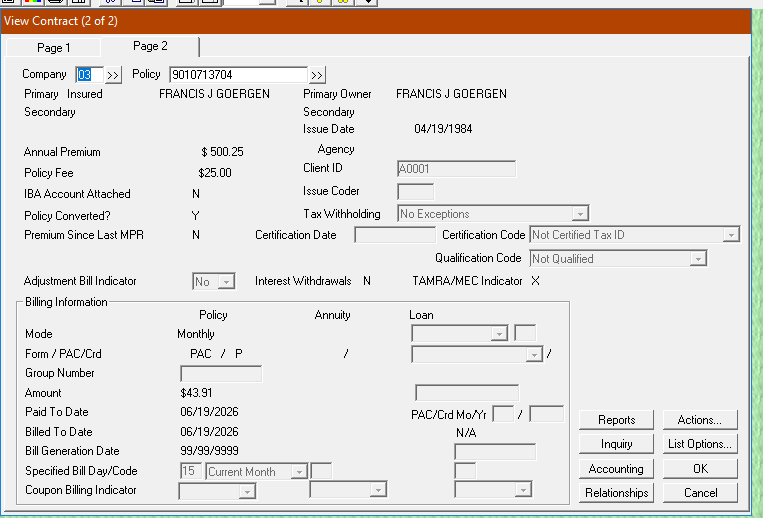 View Contract (2 of 2)
Page 1 Page 2
Company 03 >> Policy 9010713704 >>
Primary Insured FRANCIS J GOERGEN Primary Owner FRANCIS J GOERGEN
Secondary Secondary
Issue Date 04/19/1984
Annual Premium $ 500.25 Agency
Policy Fee $25.00 Client ID A0001
IBA Account Attached N Issue Coder
Policy Converted? Y Tax Withholding No Exceptions
Premium Since Last MPR N Certification Date Certification Code Not Certified Tax ID
Qualification Code Not Qualified
Adjustment Bill Indicator No Interest Withdrawals N TAMRA/MEC Indicator X
Billing Information
Policy Annuity Loan
Mode Monthly
Form / PAC/Crd PAC / P / /
Group Number
Amount $43.91
Paid To Date 06/19/2026 PAC/Crd Mo/Yr /
Billed To Date 06/19/2026 N/A
Bill Generation Date 99/99/9999
Specified Bill Day/Code 15 Current Month
Coupon Billing Indicator
Reports Actions...
Inquiry List Options...
Accounting OK
Relationships Cancel